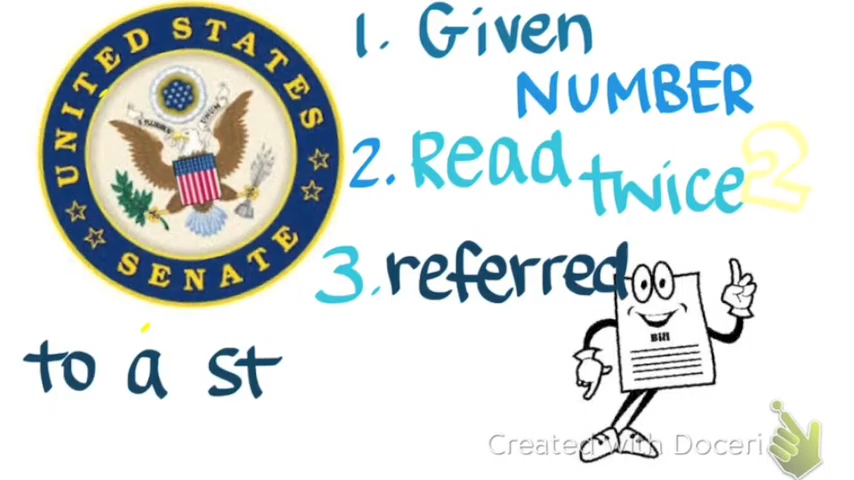 UNITED STATES
SENATE
1. Given
NUMBER
2. Read
twice 2
3. referred
to a st
Bill
Created with Doceri